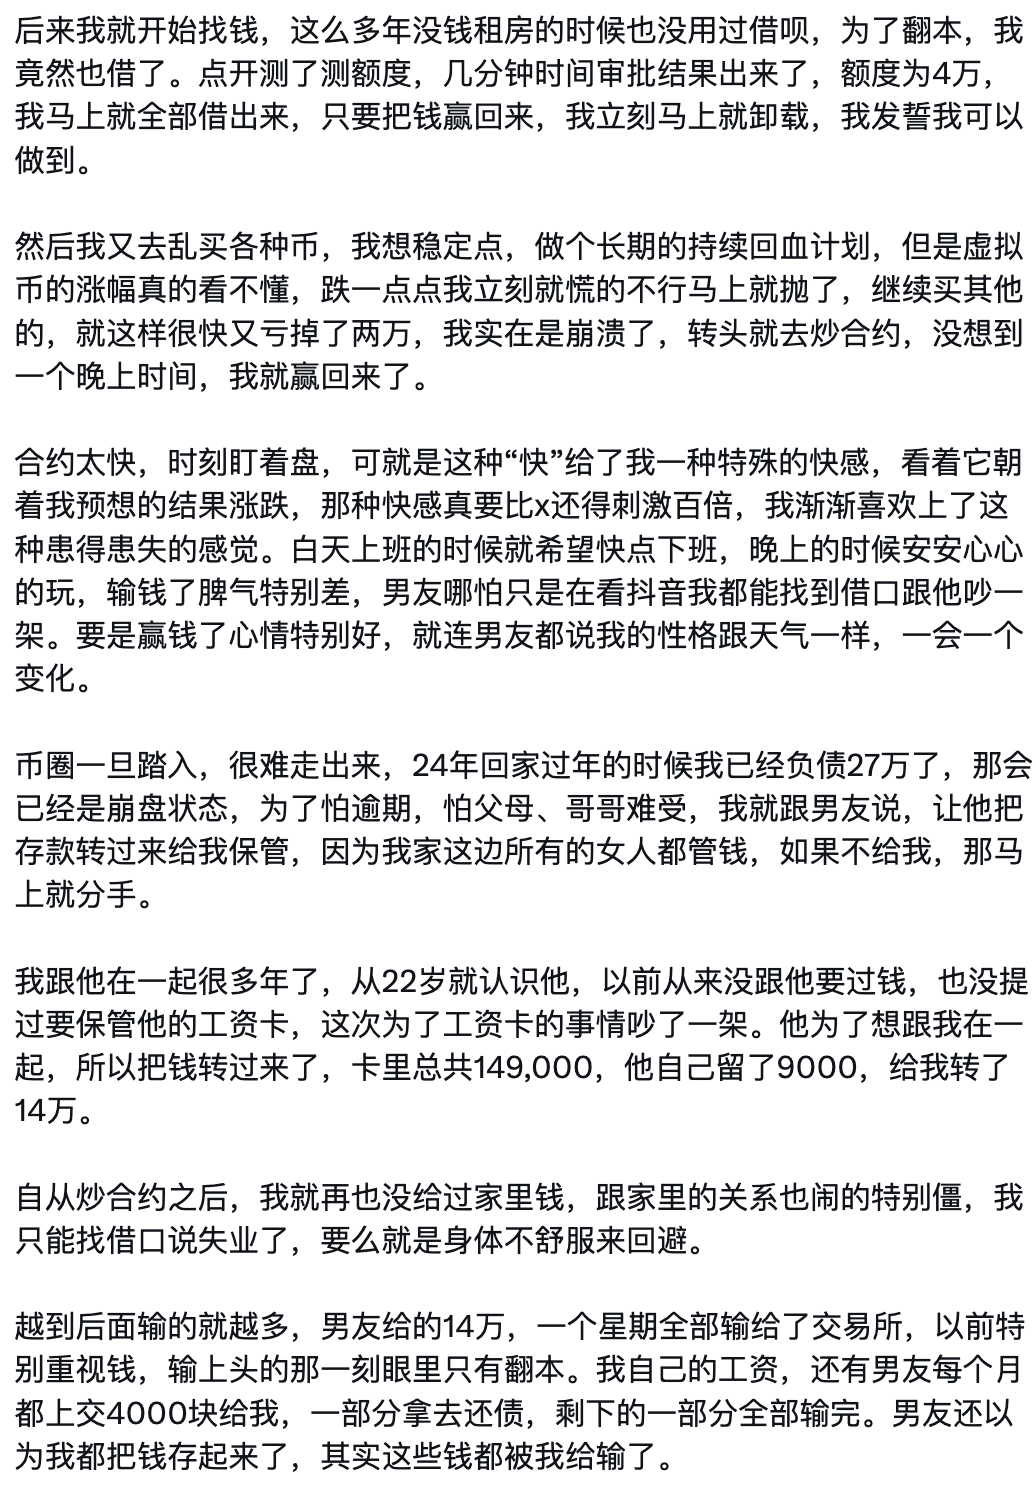 后来我就开始找钱，这么多年没钱租房的时候也没用过借呗，为了翻本，我
竟然也借了。点开测了测额度，几分钟时间审批结果出来了，额度为4万，
我马上就全部借出来，只要把钱赢回来，我立刻马上就卸载，我发誓我可以
做到。
然后我又去乱买各种币，我想稳定点，做个长期的持续回血计划，但是虚拟
币的涨幅真的看不懂，跌一点点我立刻就慌的不行马上就抛了，继续买其他
的，就这样很快又亏掉了两万，我实在是崩溃了，转头就去炒合约，没想到
一个晚上时间，我就赢回来了。
合约太快，时刻盯着盘，可就是这种“快”给了我一种特殊的快感，看着它朝
着我预想的结果涨跌，那种快感真要比x还得刺激百倍，我渐渐喜欢上了这
种患得患失的感觉。白天上班的时候就希望快点下班，晚上的时候安安心心
的玩，输钱了脾气特别差，男友哪怕只是在看抖音我都能找到借口跟他吵一
架。要是赢钱了心情特别好，就连男友都说我的性格跟天气一样，一会一个
变化。
币圈一旦踏入，很难走出来，24年回家过年的时候我已经负债27万了，那会
已经是崩盘状态，为了怕逾期，怕父母、哥哥难受，我就跟男友说，让他把
存款转过来给我保管，因为我家这边所有的女人都管钱，如果不给我，那马
上就分手。
我跟他在一起很多年了，从22岁就认识他，以前从来没跟他要过钱，也没提
过要保管他的工资卡，这次为了工资卡的事情吵了一架。他为了想跟我在一
起，所以把钱转过来了，卡里总共149,000，他自己留了9000，给我转了
14万。
自从炒合约之后，我就再也没给过家里钱，跟家里的关系也闹的特别僵，我
只能找借口说失业了，要么就是身体不舒服来回避。
越到后面输的就越多，男友给的14万，一个星期全部输给了交易所，以前特
别重视钱，输上头的那一刻眼里只有翻本。我自己的工资，还有男友每个月
都上交4000块给我，一部分拿去还债，剩下的一部分全部输完。男友还以
为我都把钱存起来了，其实这些钱都被我给输了。